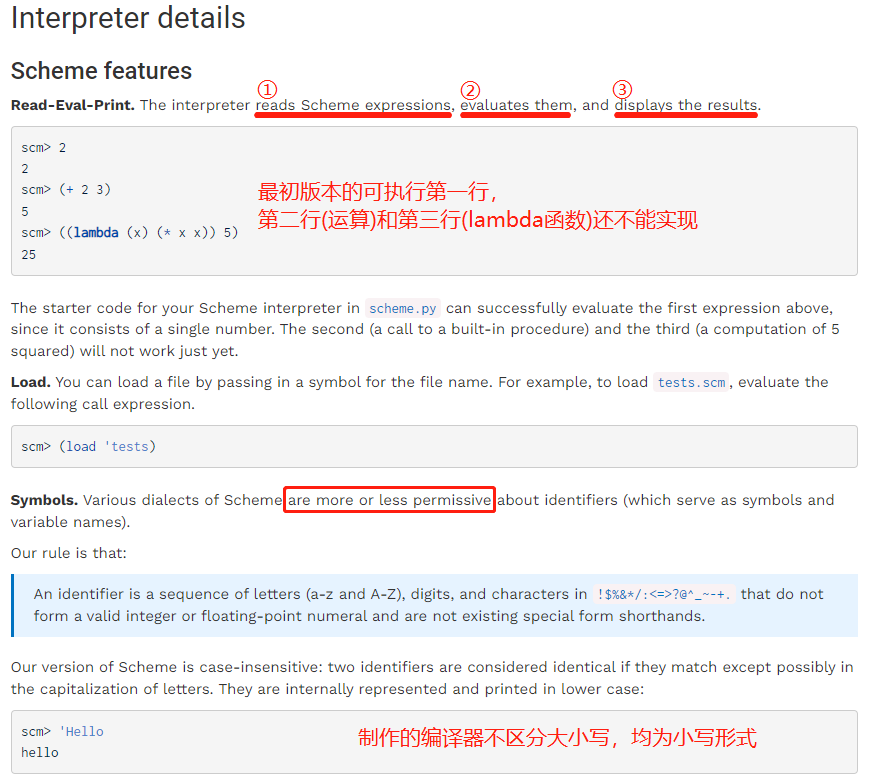 Interpreter details
Scheme features
① ② ③
Read-Eval-Print. The interpreter reads Scheme expressions, evaluates them, and displays the results.
scm> 2
2
scm> (+ 2 3)
5
scm> ((lambda (x) (* x x)) 5)
25
最初版本的可执行第一行,
第二行(运算)和第三行(lambda函数)还不能实现
The starter code for your Scheme interpreter in scheme.py can successfully evaluate the first expression above,
since it consists of a single number. The second (a call to a built-in procedure) and the third (a computation of 5
squared) will not work just yet.
Load. You can load a file by passing in a symbol for the file name. For example, to load tests.scm, evaluate the
following call expression.
scm> (load 'tests)
Symbols. Various dialects of Scheme are more or less permissive about identifiers (which serve as symbols and
variable names).
Our rule is that:
An identifier is a sequence of letters (a-z and A-Z), digits, and characters in !$%&*/:<=>?@^_~-+. that do not
form a valid integer or floating-point numeral and are not existing special form shorthands.
Our version of Scheme is case-insensitive: two identifiers are considered identical if they match except possibly in
the capitalization of letters. They are internally represented and printed in lower case:
scm> 'Hello
hello
制作的编译器不区分大小写，均为小写形式